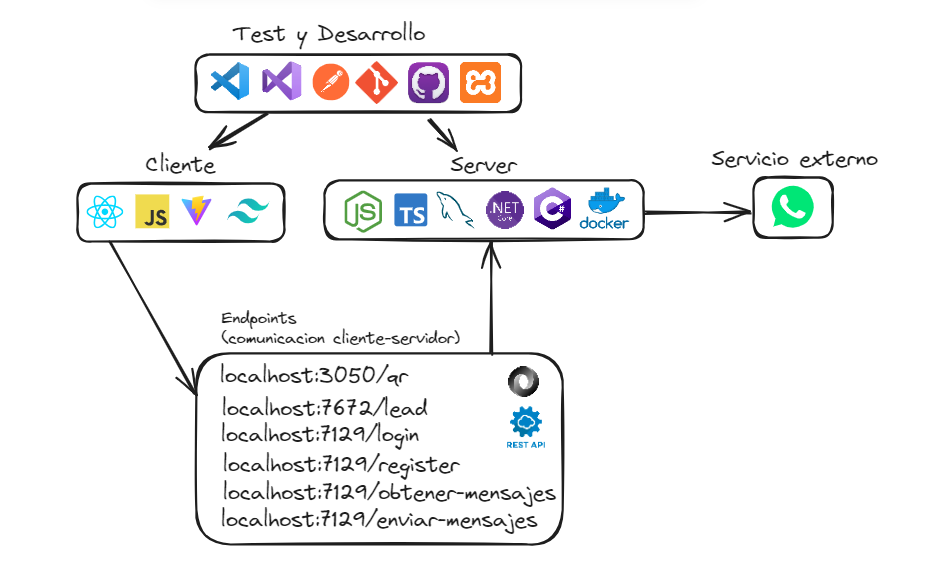 Test y Desarrollo
Cliente
Server
Servicio externo
JS
JS
TS
.NET
Core
C#
docker
Endpoints
(comunicacion cliente-servidor)
localhost:3050/qr
localhost:7672/lead
localhost:7129/login
localhost:7129/register
localhost:7129/obtener-mensajes
localhost:7129/enviar-mensajes
REST API